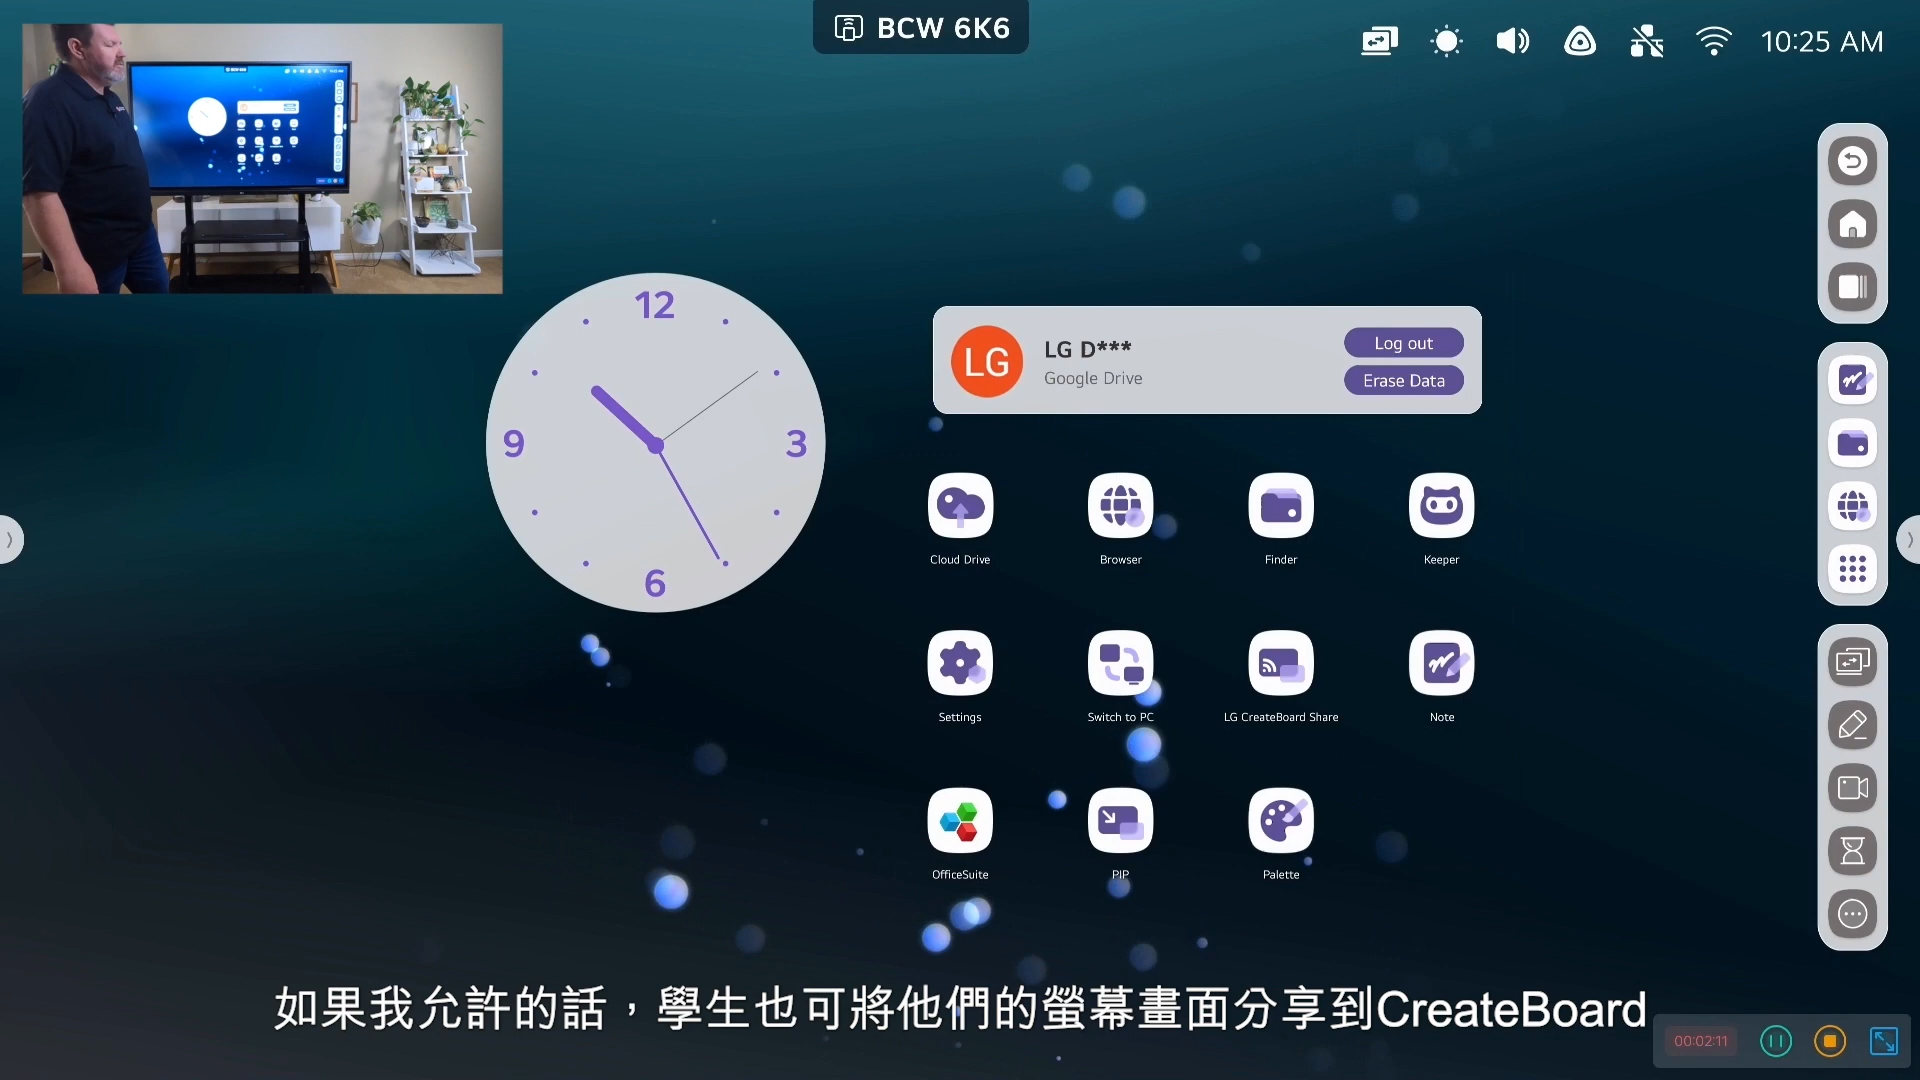 BCW 6K6
10:25 AM
12
9
3
6
LG
LG D***
Google Drive
Log out
Erase Data
Cloud Drive
Browser
Finder
Keeper
Settings
Switch to PC
LG CreateBoard Share
Note
OfficeSuite
PIP
Palette
如果我允許的話，學生也可將他們的螢幕畫面分享到CreateBoard
00:02:11